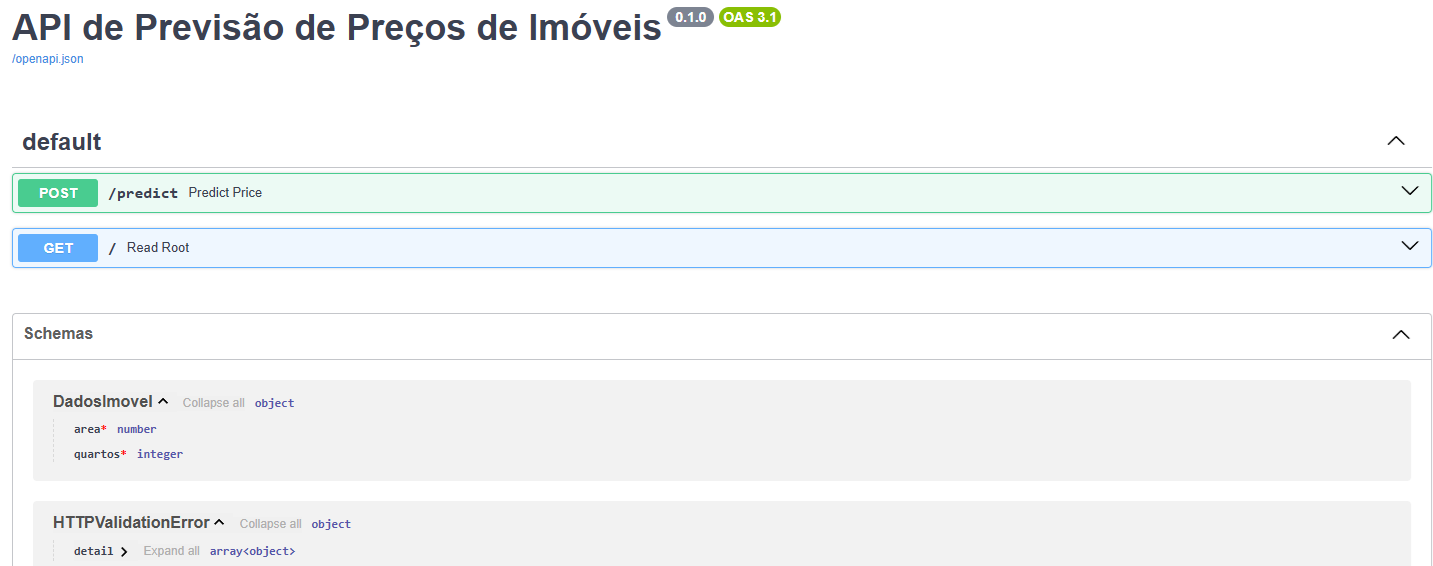 API de Previsão de Preços de Imóveis 0.1.0 OAS 3.1
/openapi.json
default
POST /predict Predict Price
GET / Read Root
Schemas
DadosImovel Collapse all object
area* number
quartos* integer
HTTPValidationError Collapse all object
detail Expand all array<object>